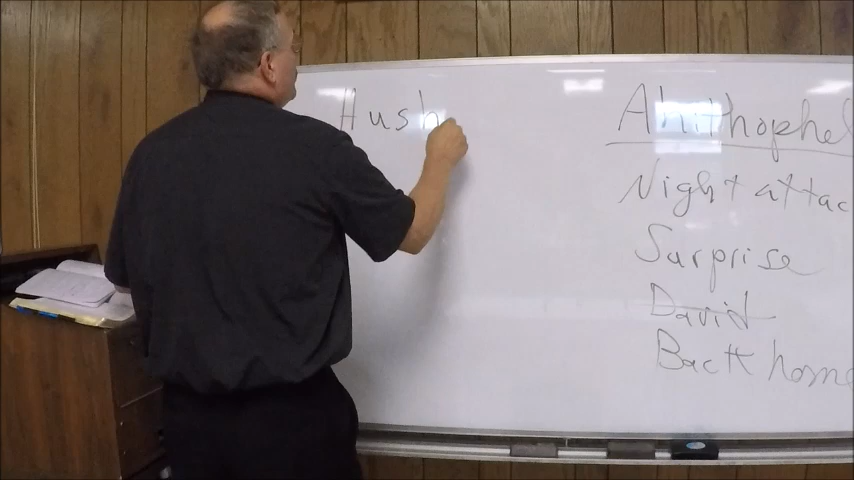 Hush
Ahithophel
Night attac
Surprise
David
Back home